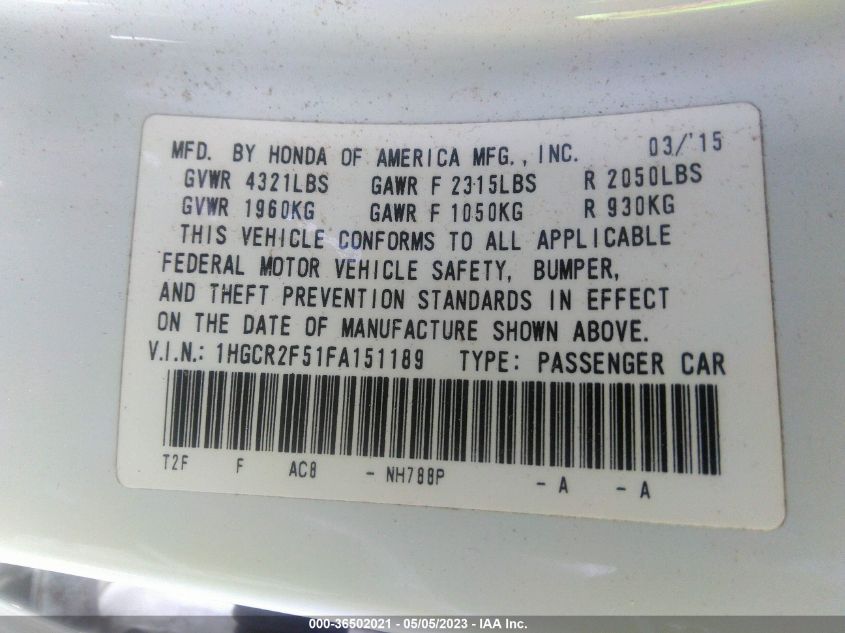 MFD. BY HONDA OF AMERICA MFG., INC. 03/'15
GVWR 4321LBS GAWR F 2315LBS R 2050LBS
GVWR 1960KG GAWR F 1050KG R 930KG
THIS VEHICLE CONFORMS TO ALL APPLICABLE
FEDERAL MOTOR VEHICLE SAFETY, BUMPER,
AND THEFT PREVENTION STANDARDS IN EFFECT
ON THE DATE OF MANUFACTURE SHOWN ABOVE.
V.I.N.: 1HGCR2F51FA151189 TYPE: PASSENGER CAR
T2F F AC8 - NH788P - A - A
000-36502021 - 05/05/2023 - IAA Inc.